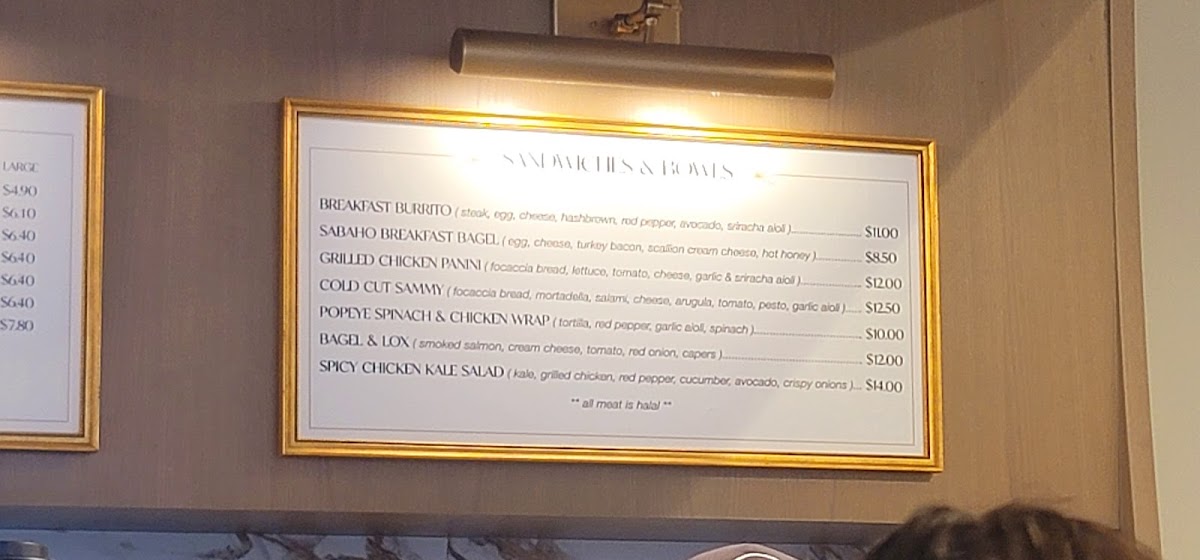 LARGE
$4.90
$6.10
$6.40
$6.40
$6.40
$6.40
$7.80
SANDWICHES & BOWLS
BREAKFAST BURRITO ( steak, egg, cheese, hashbrown, red pepper, avocado, sriracha aioli )........ $11.00
SABAHO BREAKFAST BAGEL ( egg, cheese, turkey bacon, scallion cream cheese, hot honey )........ $8.50
GRILLED CHICKEN PANINI ( focaccia bread, lettuce, tomato, cheese, garlic & sriracha aioli )........ $12.00
COLD CUT SAMMY ( focaccia bread, mortadella, salami, cheese, arugula, tomato, pesto, garlic aioli )..... $12.50
POPEYE SPINACH & CHICKEN WRAP ( tortilla, red pepper, garlic aioli, spinach )........ $10.00
BAGEL & LOX ( smoked salmon, cream cheese, tomato, red onion, capers )........ $12.00
SPICY CHICKEN KALE SALAD ( kale, grilled chicken, red pepper, cucumber, avocado, crispy onions )... $14.00
** all meat is halal **